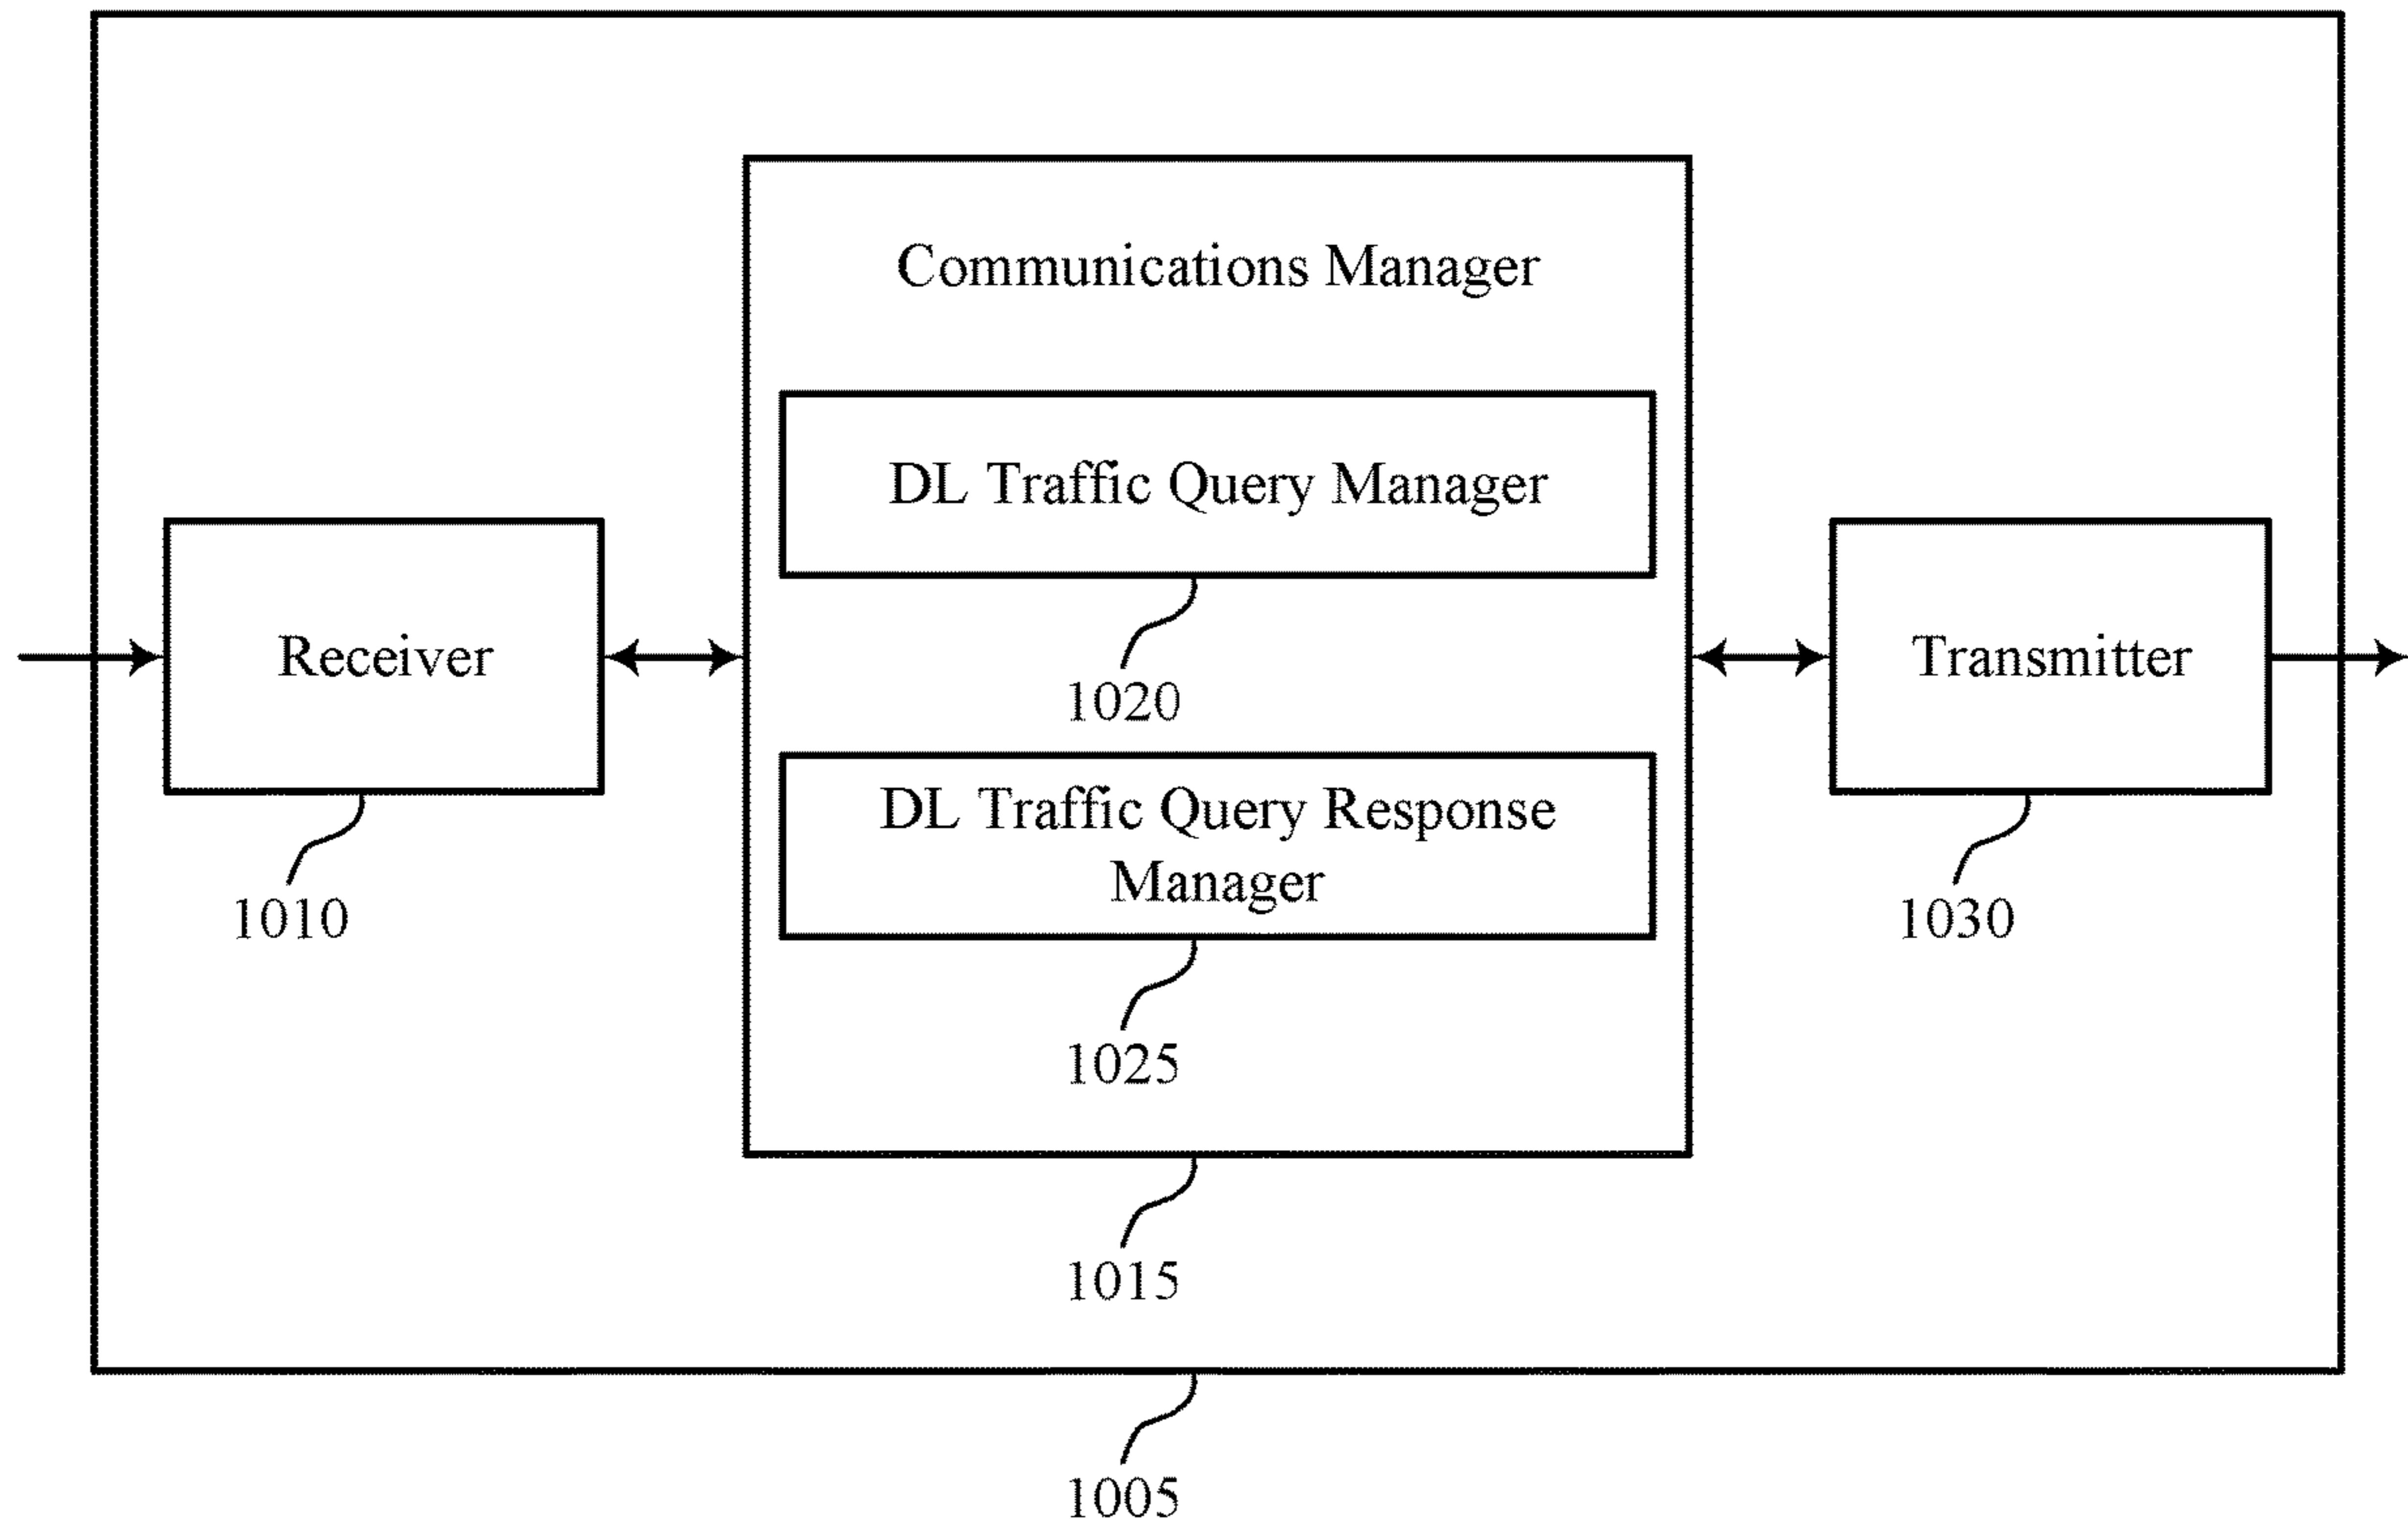 Communications Manager
DL Traffic Query Manager
1020
Receiver
1010
Transmitter
1030
DL Traffic Query Response
Manager
1025
1015
1005